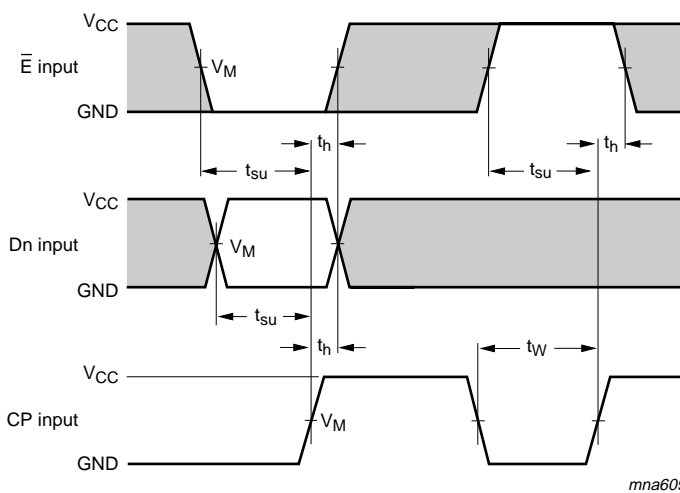 VCC
E̅ input
VM
GND
th
th
tsu
tsu
VCC
Dn input
VM
GND
tsu
th
tW
VCC
CP input
VM
GND
mna609